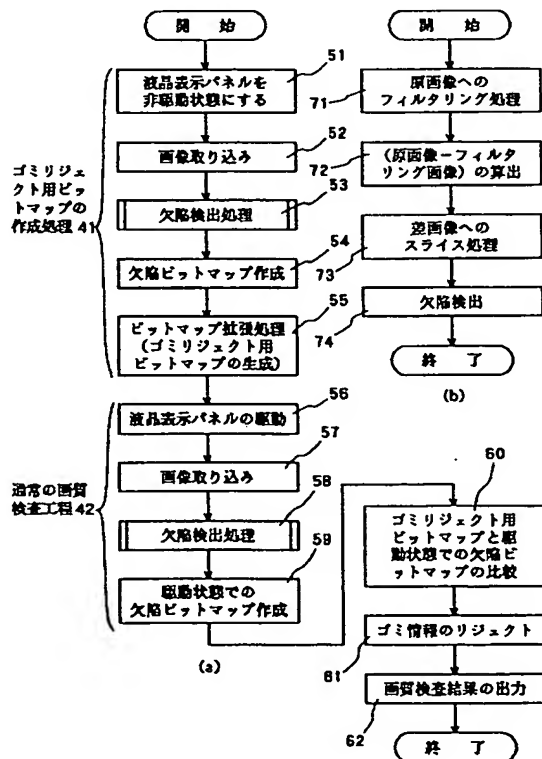 開 始
51
液晶表示パネルを
非駆動状態にする
52
画像取り込み
53
欠陥検出処理
54
欠陥ビットマップ作成
55
ビットマップ拡張処理
(ゴミリジェクト用
ビットマップの生成)
ゴミリジェ
クト用ビッ
トマップの
作成処理 41
56
液晶表示パネルの駆動
57
画像取り込み
58
欠陥検出処理
59
駆動状態での
欠陥ビットマップ作成
通常の画質
検査工程 42
(a)
60
ゴミリジェクト用
ビットマップと駆
動状態での欠陥ビ
ットマップの比較
ゴミ情報のリジェクト
61
画質検査結果の出力
62
終 了
開 始
原画像への
フィルタリング処理
71
(原画像−フィルタ
リング画像)の算出
72
差画像への
スライス処理
73
欠陥検出
74
終 了
(b)